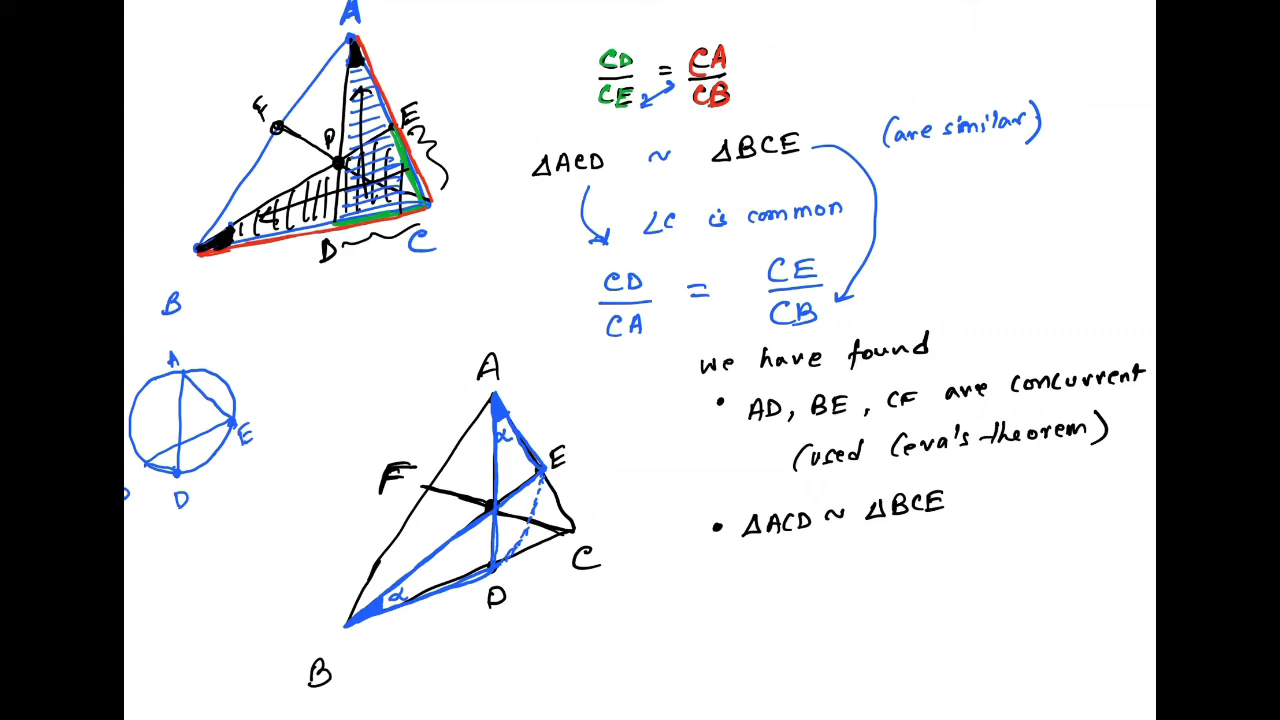 A
F
P
E
D
C
B
CD/CE = CA/CB
ΔACD ~ ΔBCE
(are similar)
∠C is common
CD/CA = CE/CB
A
E
D
A
α
E
F
C
D
α
B
we have found
• AD, BE, CF are concurrent
(used Ceva's theorem)
• ΔACD ~ ΔBCE